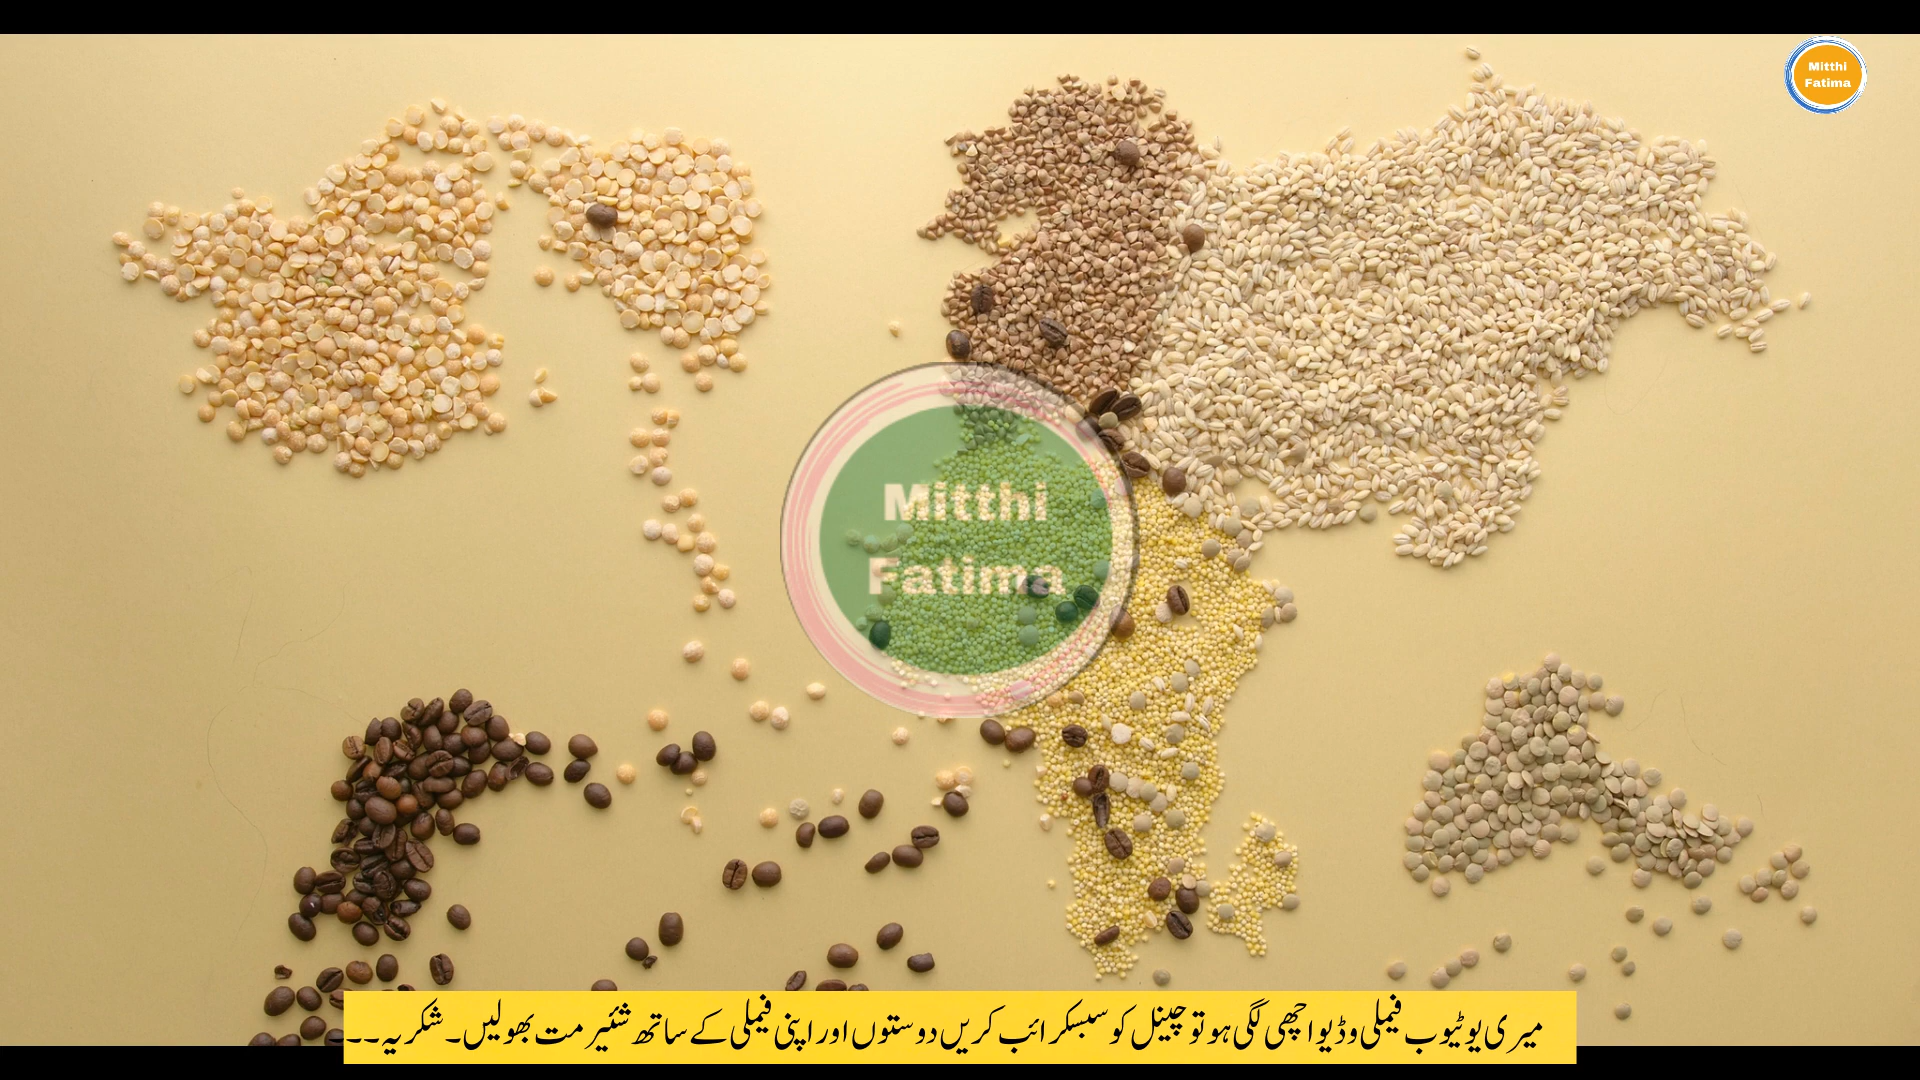 Mitthi
Fatima
Mitthi
Fatima
میری یوٹیوب فیملی وڈیو اچھی لگی ہو تو چینل کو سبسکرائب کریں دوستوں اور اپنی فیملی کے ساتھ شئیر مت بھولیں۔ شکریہ۔۔۔